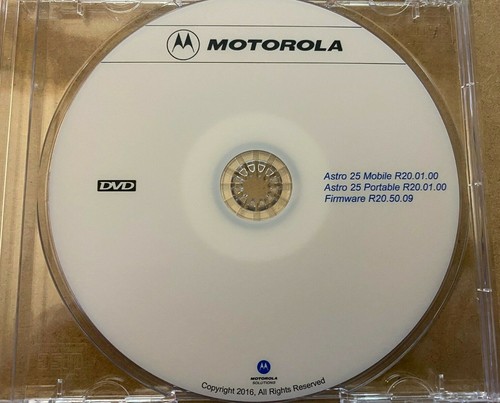 MOTOROLA
DVD
Astro 25 Mobile R20.01.00
Astro 25 Portable R20.01.00
Firmware R20.50.09
MOTOROLA
SOLUTIONS
Copyright 2016, All Rights Reserved